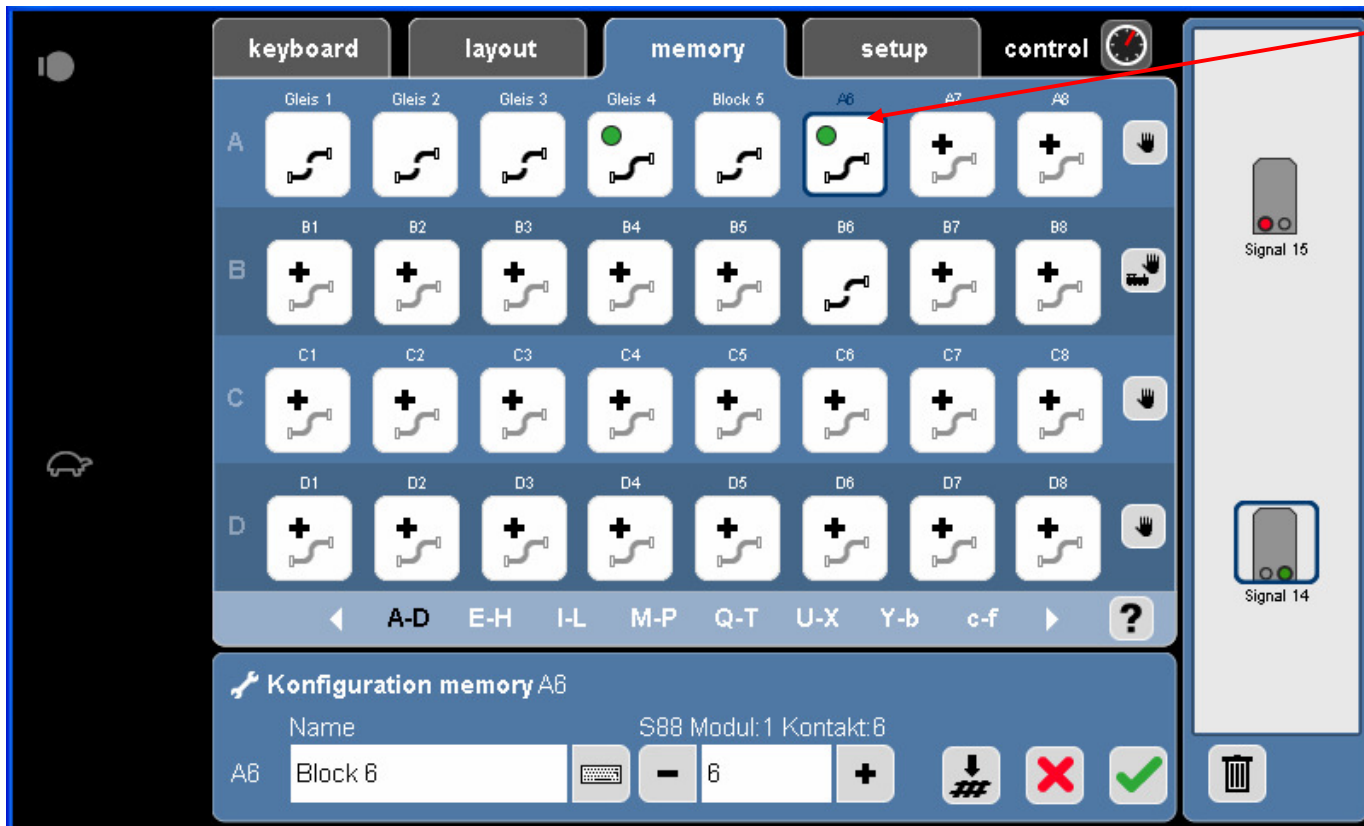 keyboard layout memory setup control
Gleis 1 Gleis 2 Gleis 3 Gleis 4 Block 5 A6 A7 A8
A
B1 B2 B3 B4 B5 B6 B7 B8
B
Signal 15
C1 C2 C3 C4 C5 C6 C7 C8
C
D1 D2 D3 D4 D5 D6 D7 D8
D
Signal 14
A-D E-H I-L M-P Q-T U-X Y-b c-f ?
Konfiguration memory A6
Name S88 Modul:1 Kontakt:6
A6 Block 6 - 6 +